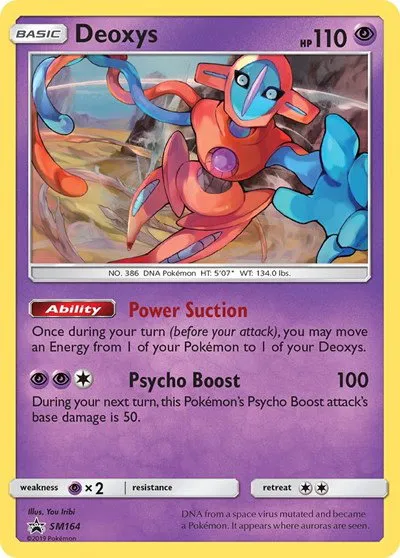 BASIC Deoxys HP110
NO. 386 DNA Pokémon HT: 5'07" WT: 134.0 lbs.
Ability Power Suction
Once during your turn (before your attack), you may move
an Energy from 1 of your Pokémon to 1 of your Deoxys.
Psycho Boost 100
During your next turn, this Pokémon's Psycho Boost attack's
base damage is 50.
weakness ×2 resistance retreat
Illus. You Iribi
SM164
©2019 Pokémon
DNA from a space virus mutated and became
a Pokémon. It appears where auroras are seen.